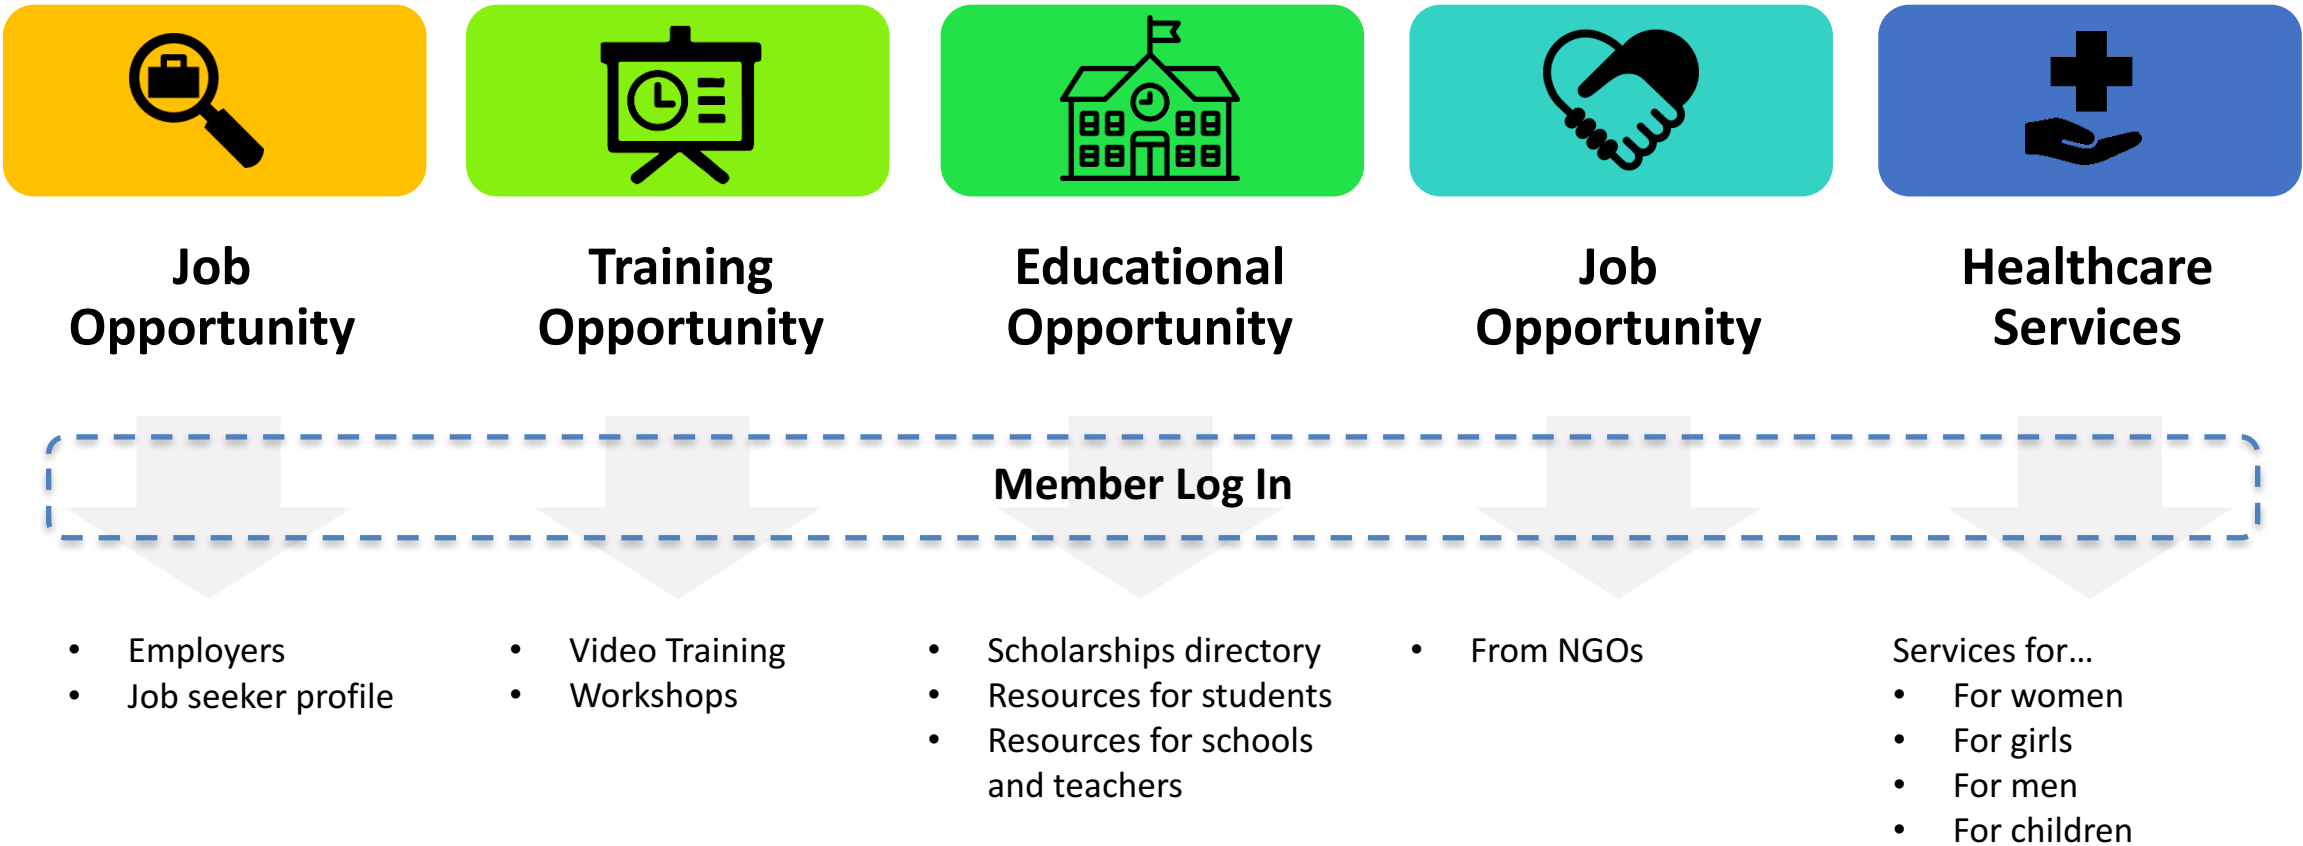 Job
Opportunity
Training
Opportunity
Educational
Opportunity
Job
Opportunity
Healthcare
Services
Member Log In
• Employers
• Job seeker profile
• Video Training
• Workshops
• Scholarships directory
• Resources for students
• Resources for schools
and teachers
• From NGOs
Services for...
• For women
• For girls
• For men
• For children